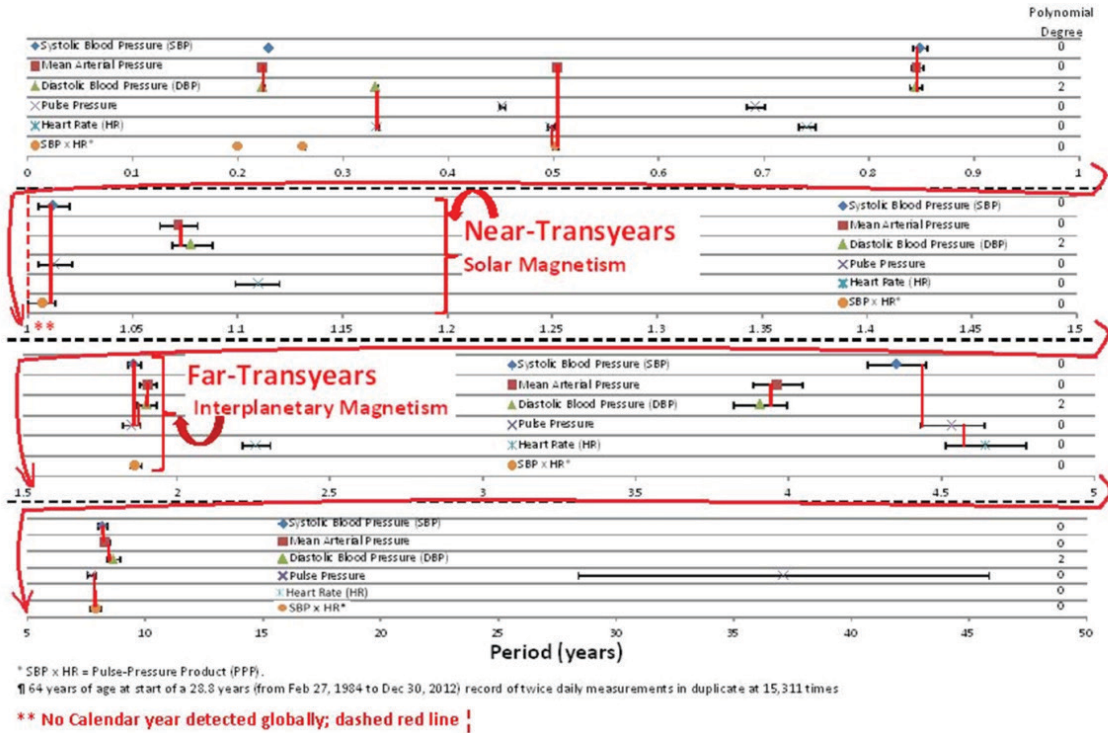 Polynomial
Degree
Systolic Blood Pressure (SBP) 0
Mean Arterial Pressure 0
Diastolic Blood Pressure (DBP) 2
Pulse Pressure 0
Heart Rate (HR) 0
SBP x HR* 0
0 0.1 0.2 0.3 0.4 0.5 0.6 0.7 0.8 0.9 1
Near-Transyears
Solar Magnetism
Systolic Blood Pressure (SBP) 0
Mean Arterial Pressure 0
Diastolic Blood Pressure (DBP) 2
Pulse Pressure 0
Heart Rate (HR) 0
SBP x HR* 0
1 ** 1.05 1.1 1.15 1.2 1.25 1.3 1.35 1.4 1.45 1.5
Far-Transyears
Interplanetary Magnetism
Systolic Blood Pressure (SBP) 0
Mean Arterial Pressure 0
Diastolic Blood Pressure (DBP) 2
Pulse Pressure 0
Heart Rate (HR) 0
SBP x HR* 0
1.5 2 2.5 3 3.5 4 4.5 5
Systolic Blood Pressure (SBP) 0
Mean Arterial Pressure 0
Diastolic Blood Pressure (DBP) 2
Pulse Pressure 0
Heart Rate (HR) 0
SBP x HR* 0
5 10 15 20 25 30 35 40 45 50
Period (years)
* SBP x HR = Pulse-Pressure Product (PPP).
¶ 64 years of age at start of a 28.8 years (from Feb 27, 1984 to Dec 30, 2012) record of twice daily measurements in duplicate at 15,311 times
** No Calendar year detected globally; dashed red line ¦